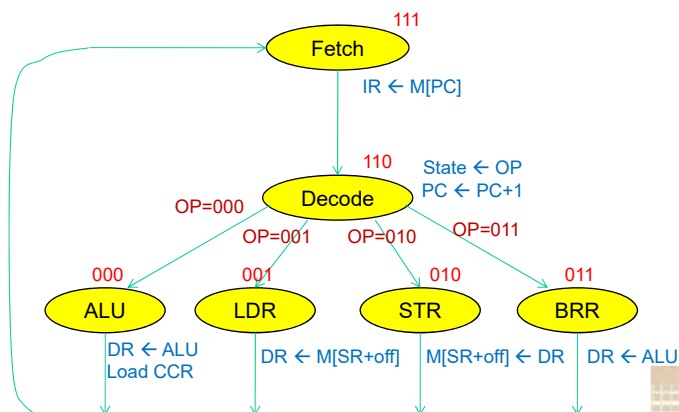 111
Fetch
IR ← M[PC]
110
State ← OP
PC ← PC+1
Decode
OP=000
OP=001
OP=010
OP=011
000
001
010
011
ALU
LDR
STR
BRR
DR ← ALU
Load CCR
DR ← M[SR+off]
M[SR+off] ← DR
DR ← ALU